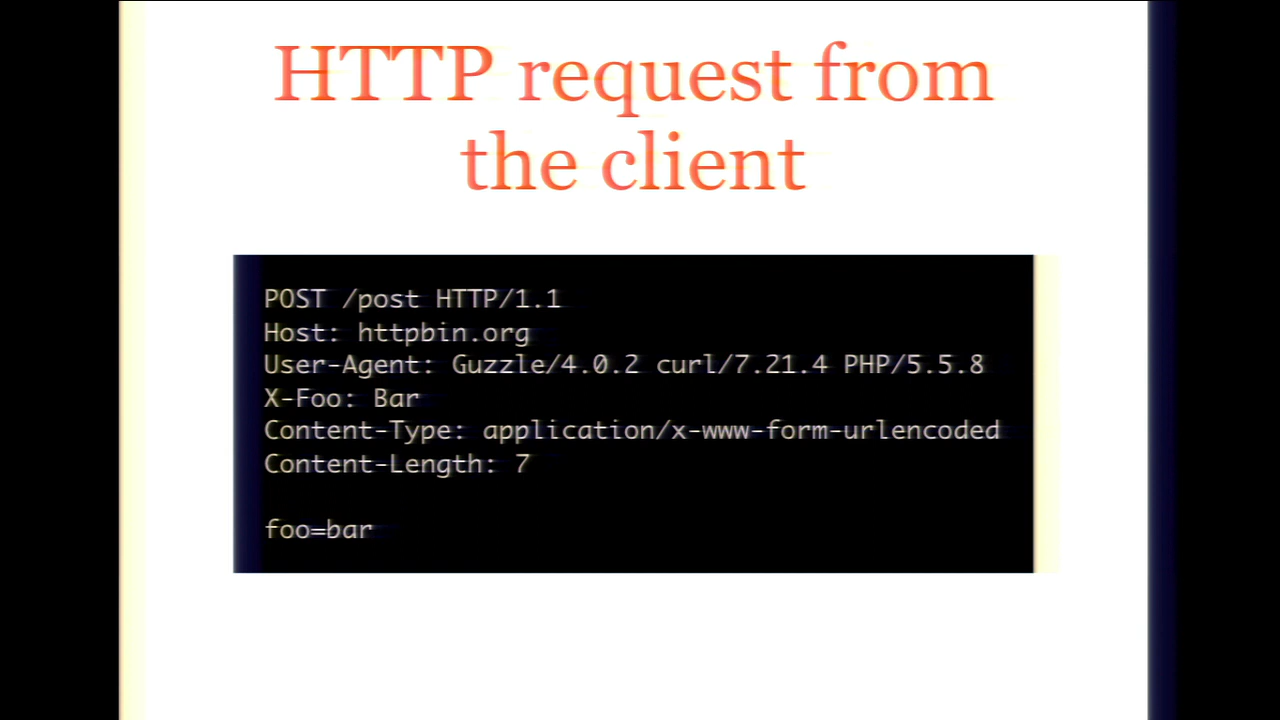 HTTP request from
the client
POST /post HTTP/1.1
Host: httpbin.org
User-Agent: Guzzle/4.0.2 curl/7.21.4 PHP/5.5.8
X-Foo: Bar
Content-Type: application/x-www-form-urlencoded
Content-Length: 7
foo=bar